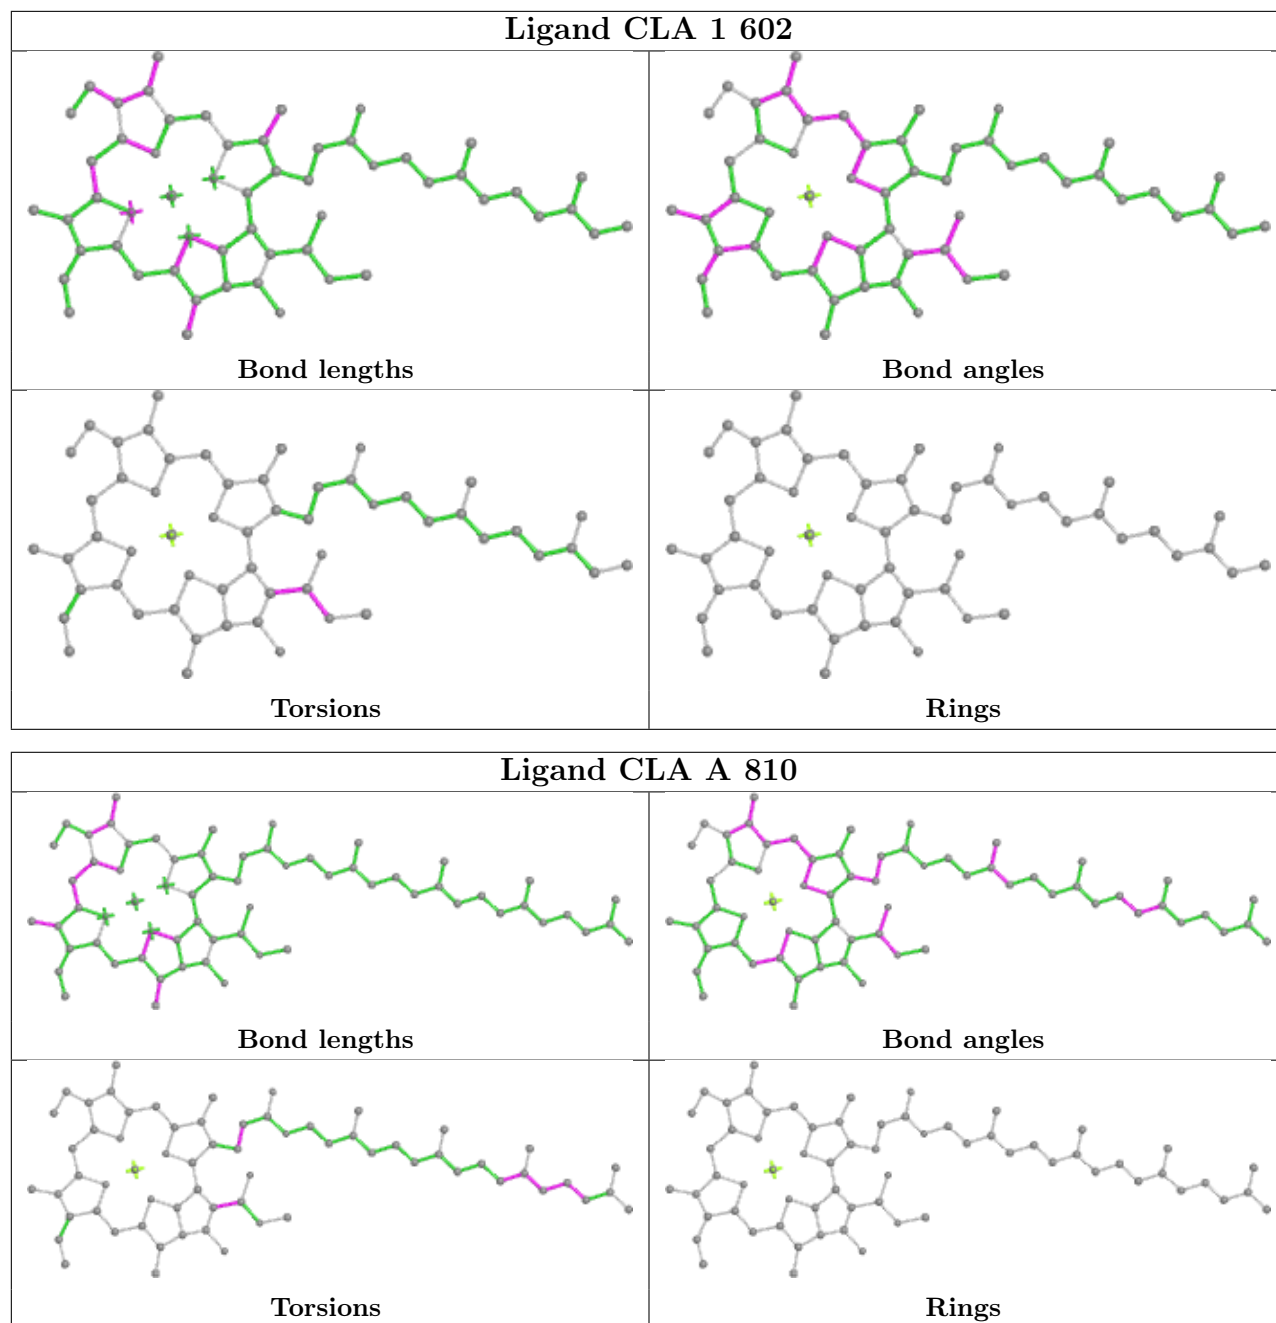 Ligand CLA 1 602
Bond lengths
Bond angles
Torsions
Rings
Ligand CLA A 810
Bond lengths
Bond angles
Torsions
Rings